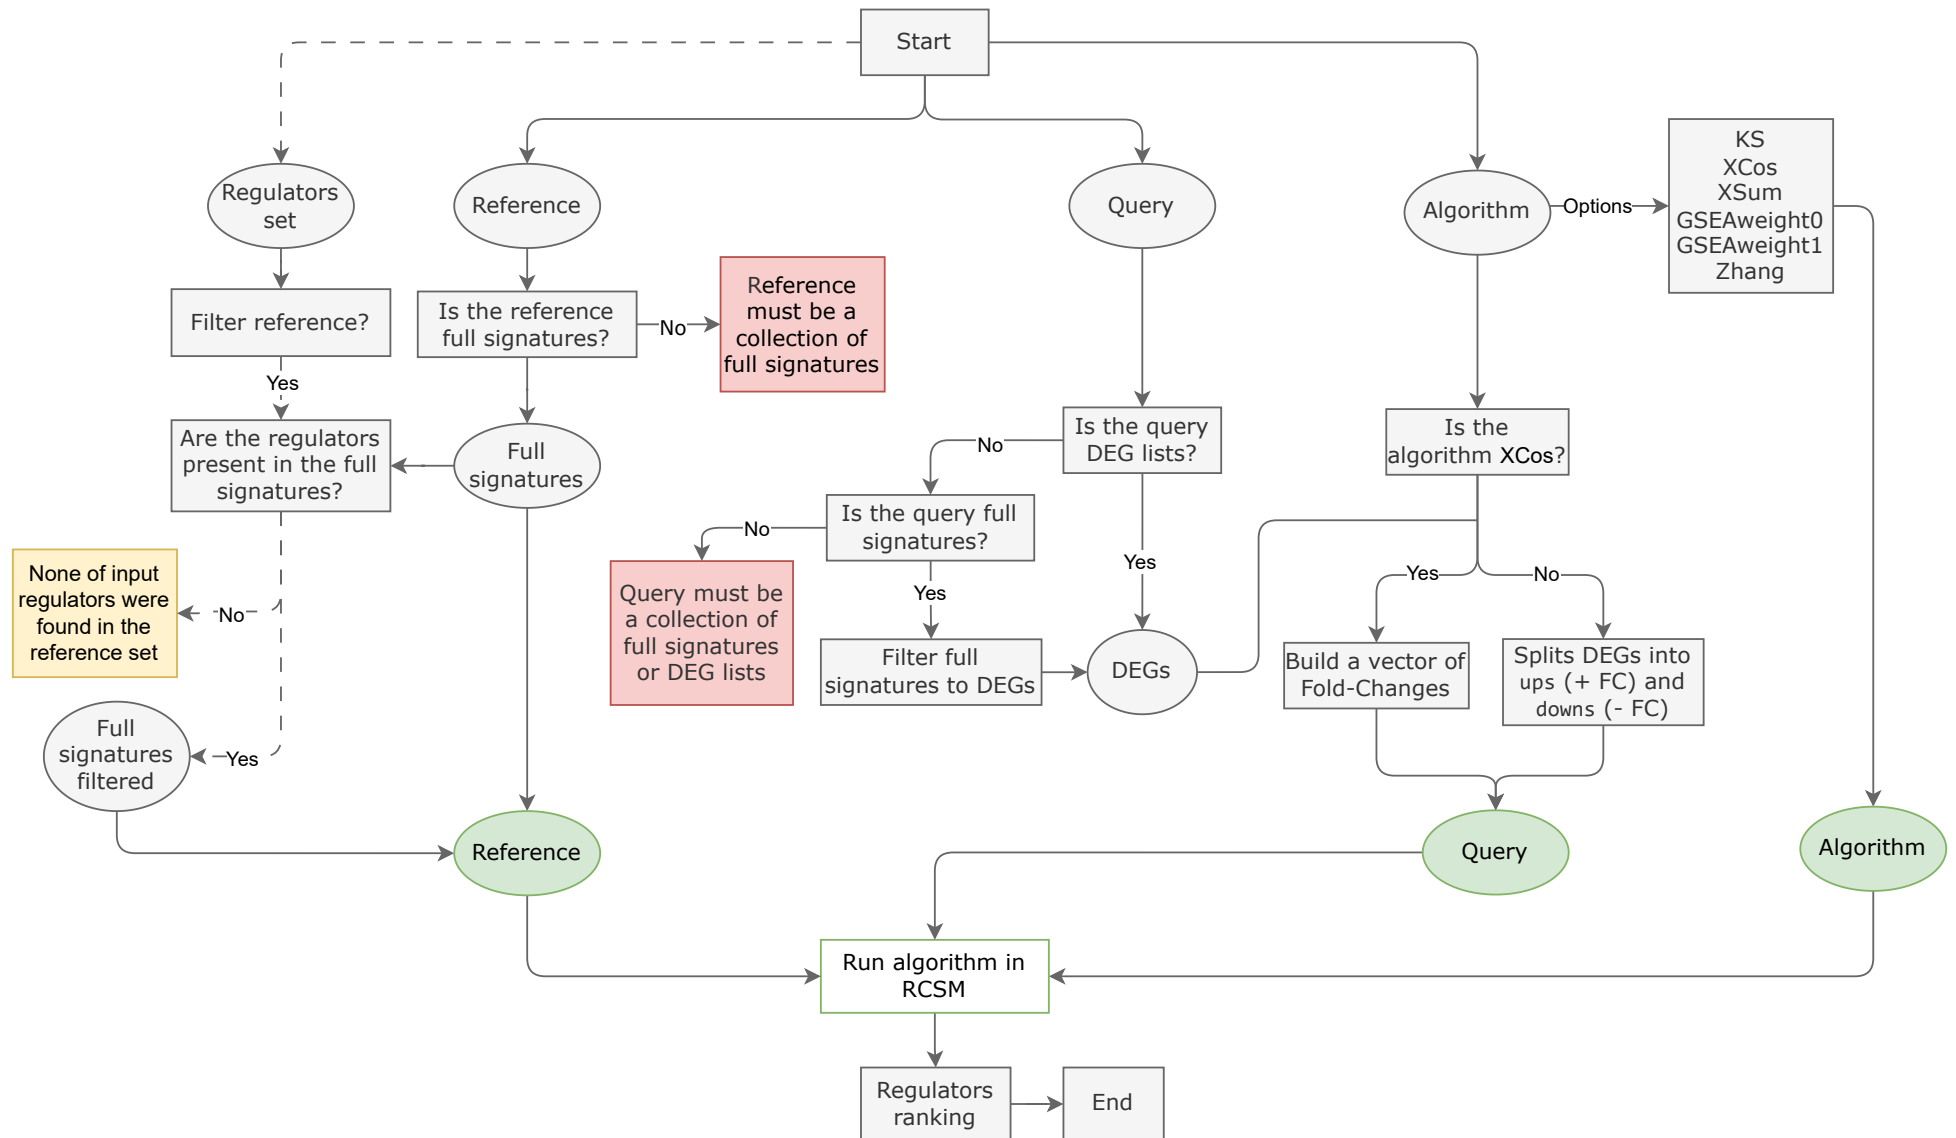 Start
Regulators
set
Reference
Query
Algorithm
Options
KS
XCos
XSum
GSEAweight0
GSEAweight1
Zhang
Filter reference?
Is the reference
full signatures?
No
Reference
must be a
collection of
full signatures
Yes
Are the regulators
present in the full
signatures?
Full
signatures
Is the query
DEG lists?
No
Is the query full
signatures?
No
Query must be
a collection of
full signatures
or DEG lists
Yes
Filter full
signatures to DEGs
Yes
DEGs
Is the
algorithm XCos?
Yes
No
Build a vector of
Fold-Changes
Splits DEGs into
ups (+ FC) and
downs (- FC)
None of input
regulators were
found in the
reference set
No
Full
signatures
filtered
Yes
Reference
Query
Algorithm
Run algorithm in
RCSM
Regulators
ranking
End